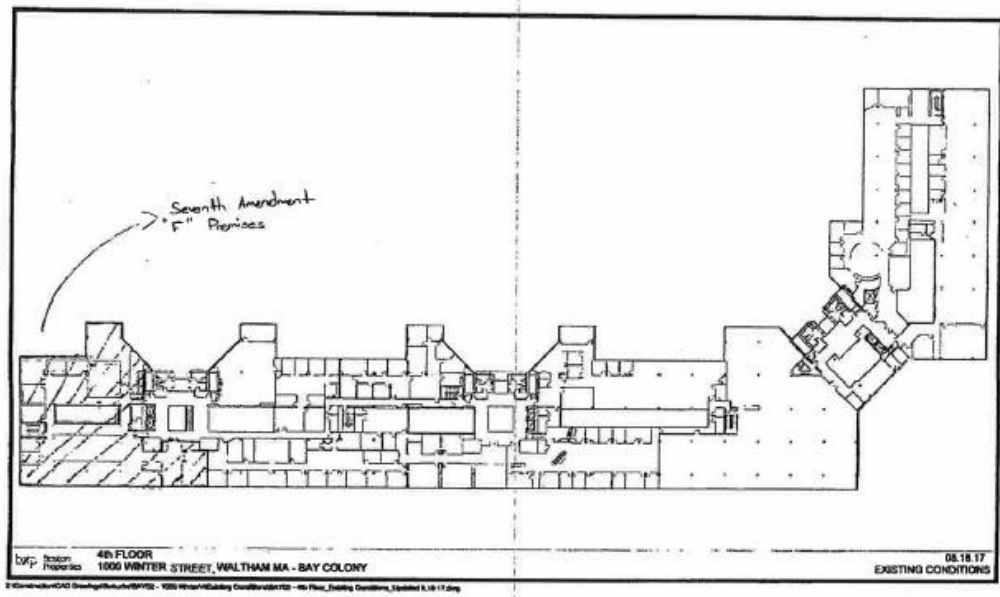 Seventh Amendment
"F" Premises
bxp Boston
Properties
4th FLOOR
1000 WINTER STREET, WALTHAM MA - BAY COLONY
08.18.17
EXISTING CONDITIONS